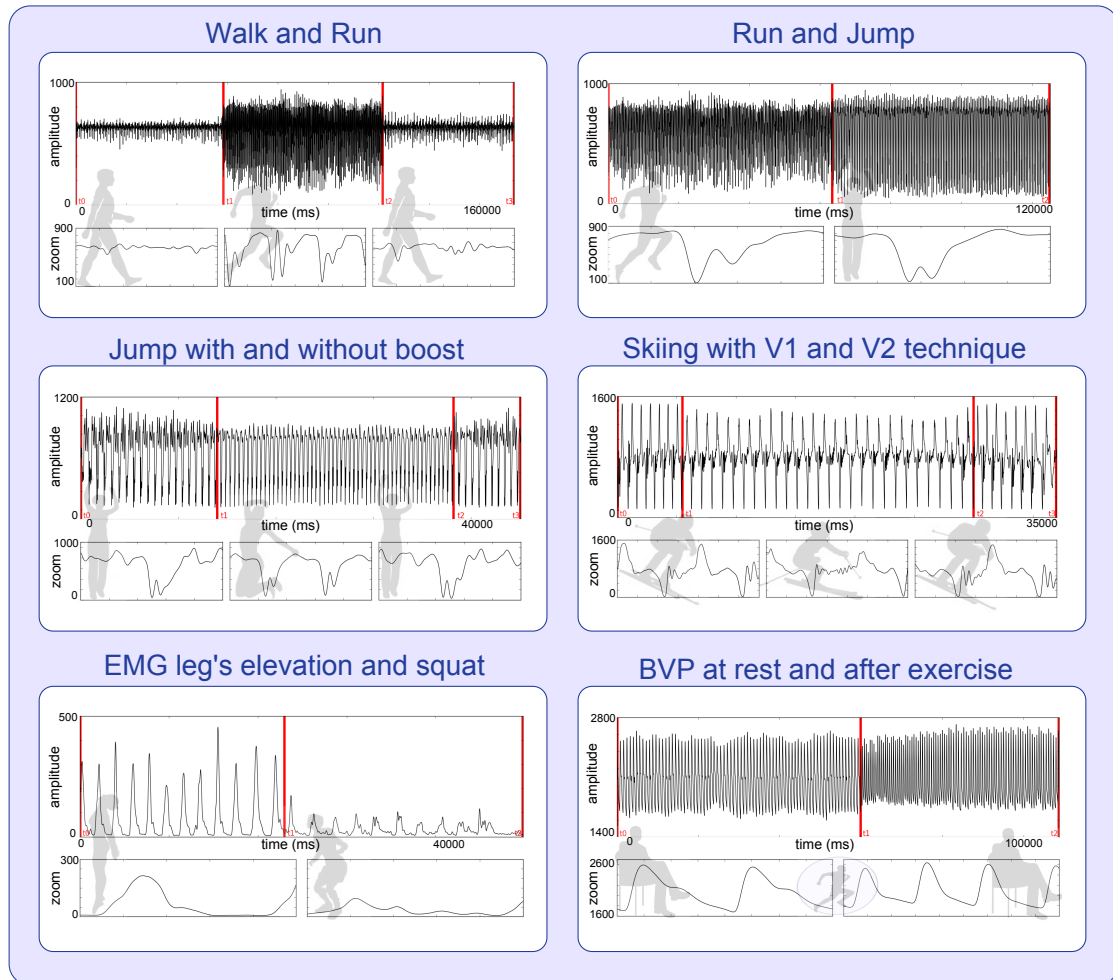 Walk and Run
1000
amplitude
0
t0
t1
t2
t3
0
time (ms)
160000
900
zoom
100
Run and Jump
1000
amplitude
0
t0
t1
t2
0
time (ms)
120000
900
zoom
100
Jump with and without boost
1200
amplitude
0
t0
t1
t2
t3
0
time (ms)
40000
1000
zoom
0
Skiing with V1 and V2 technique
1600
amplitude
0
t0
t1
t2
t3
0
time (ms)
35000
1600
zoom
0
EMG leg's elevation and squat
500
amplitude
0
t0
t1
0
time (ms)
40000
300
zoom
0
BVP at rest and after exercise
2800
amplitude
1400
t0
t1
t2
0
time (ms)
100000
2600
zoom
1600